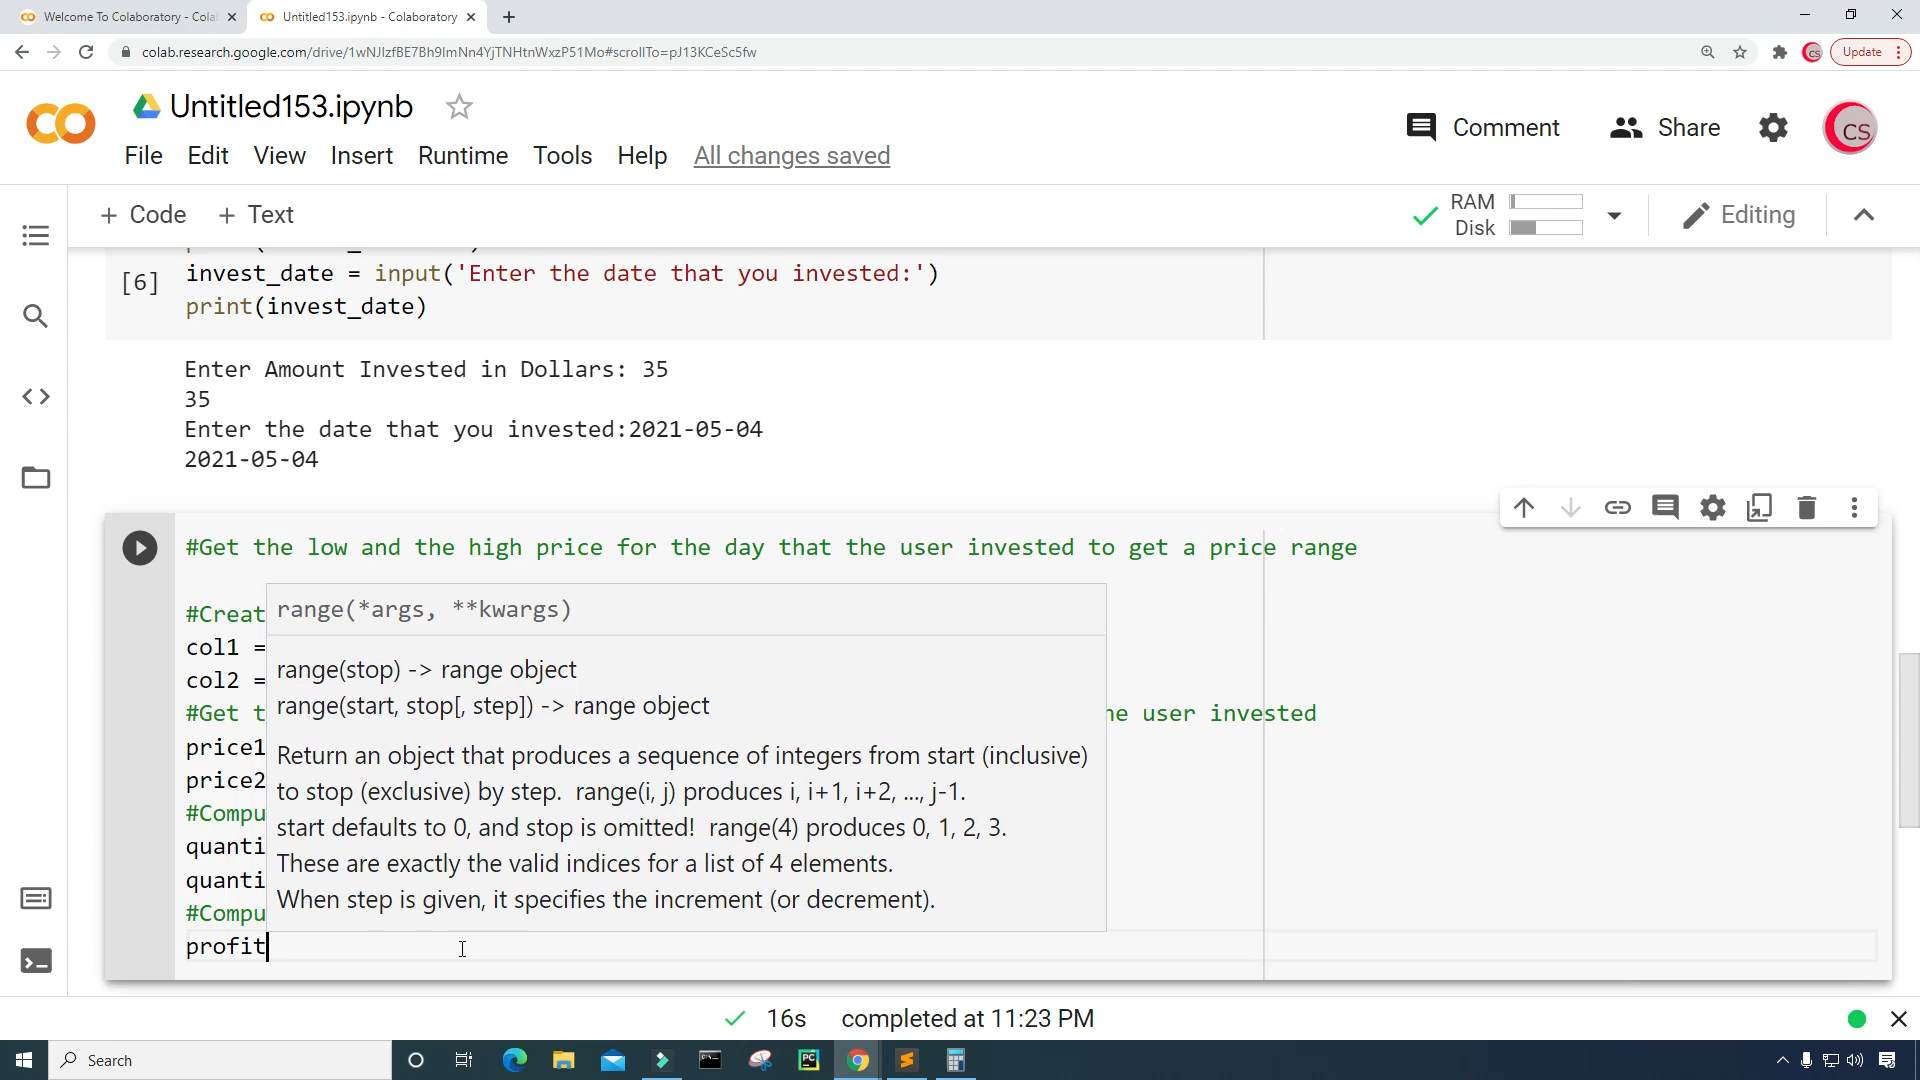 Welcome To Colaboratory - Cola
Untitled153.ipynb - Colaboratory
colab.research.google.com/drive/1wNJIzfBE7Bh9ImNn4YjTNHtnWxzP51Mo#scrollTo=pJ13KCeSc5fw
CS
Update
Untitled153.ipynb
Comment
Share
CS
File Edit View Insert Runtime Tools Help All changes saved
+ Code + Text
RAM
Disk
Editing
[6]
invest_date = input('Enter the date that you invested:')
print(invest_date)
Enter Amount Invested in Dollars: 35
35
Enter the date that you invested:2021-05-04
2021-05-04
#Get the low and the high price for the day that the user invested to get a price range
#Creat
range(*args, **kwargs)
col1 =
range(stop) -> range object
col2 =
range(start, stop[, step]) -> range object
#Get t
he user invested
price1
Return an object that produces a sequence of integers from start (inclusive)
price2
to stop (exclusive) by step.  range(i, j) produces i, i+1, i+2, ..., j-1.
#Compu
start defaults to 0, and stop is omitted!  range(4) produces 0, 1, 2, 3.
quanti
These are exactly the valid indices for a list of 4 elements.
quanti
When step is given, it specifies the increment (or decrement).
#Compu
profit
16s completed at 11:23 PM
Search
PC